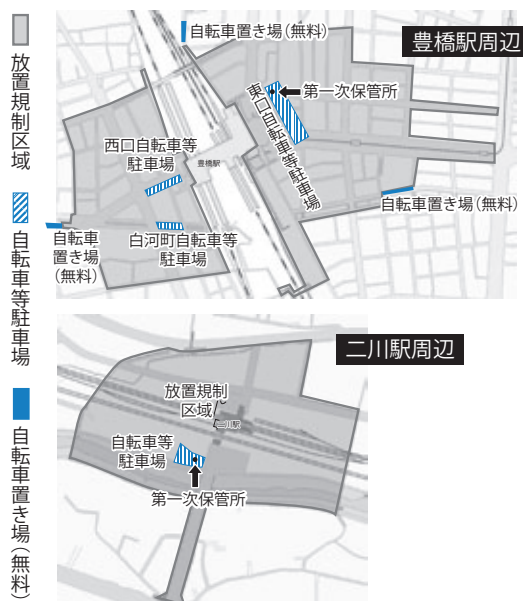 放置規制区域
自転車等駐車場
自転車置き場(無料)
豊橋駅周辺
自転車置き場(無料)
第一次保管所
東口自転車等駐車場
西口自転車等
駐車場
豊橋駅
自転車置き場(無料)
自転車
置き場
(無料)
白河町自転車等
駐車場
二川駅周辺
放置規制
区域
二川駅
自転車等
駐車場
第一次保管所